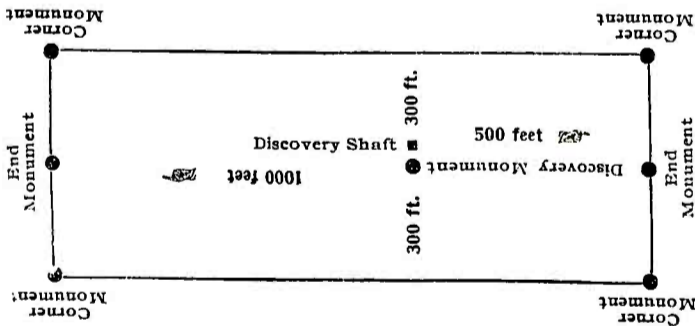 Corner
Monument
Corner
Monument
300 ft.
500 feet
Discovery Shaft
End
Monument
Discovery Monument
End
Monument
1000 feet
300 ft.
Corner
Monument
Corner
Monument